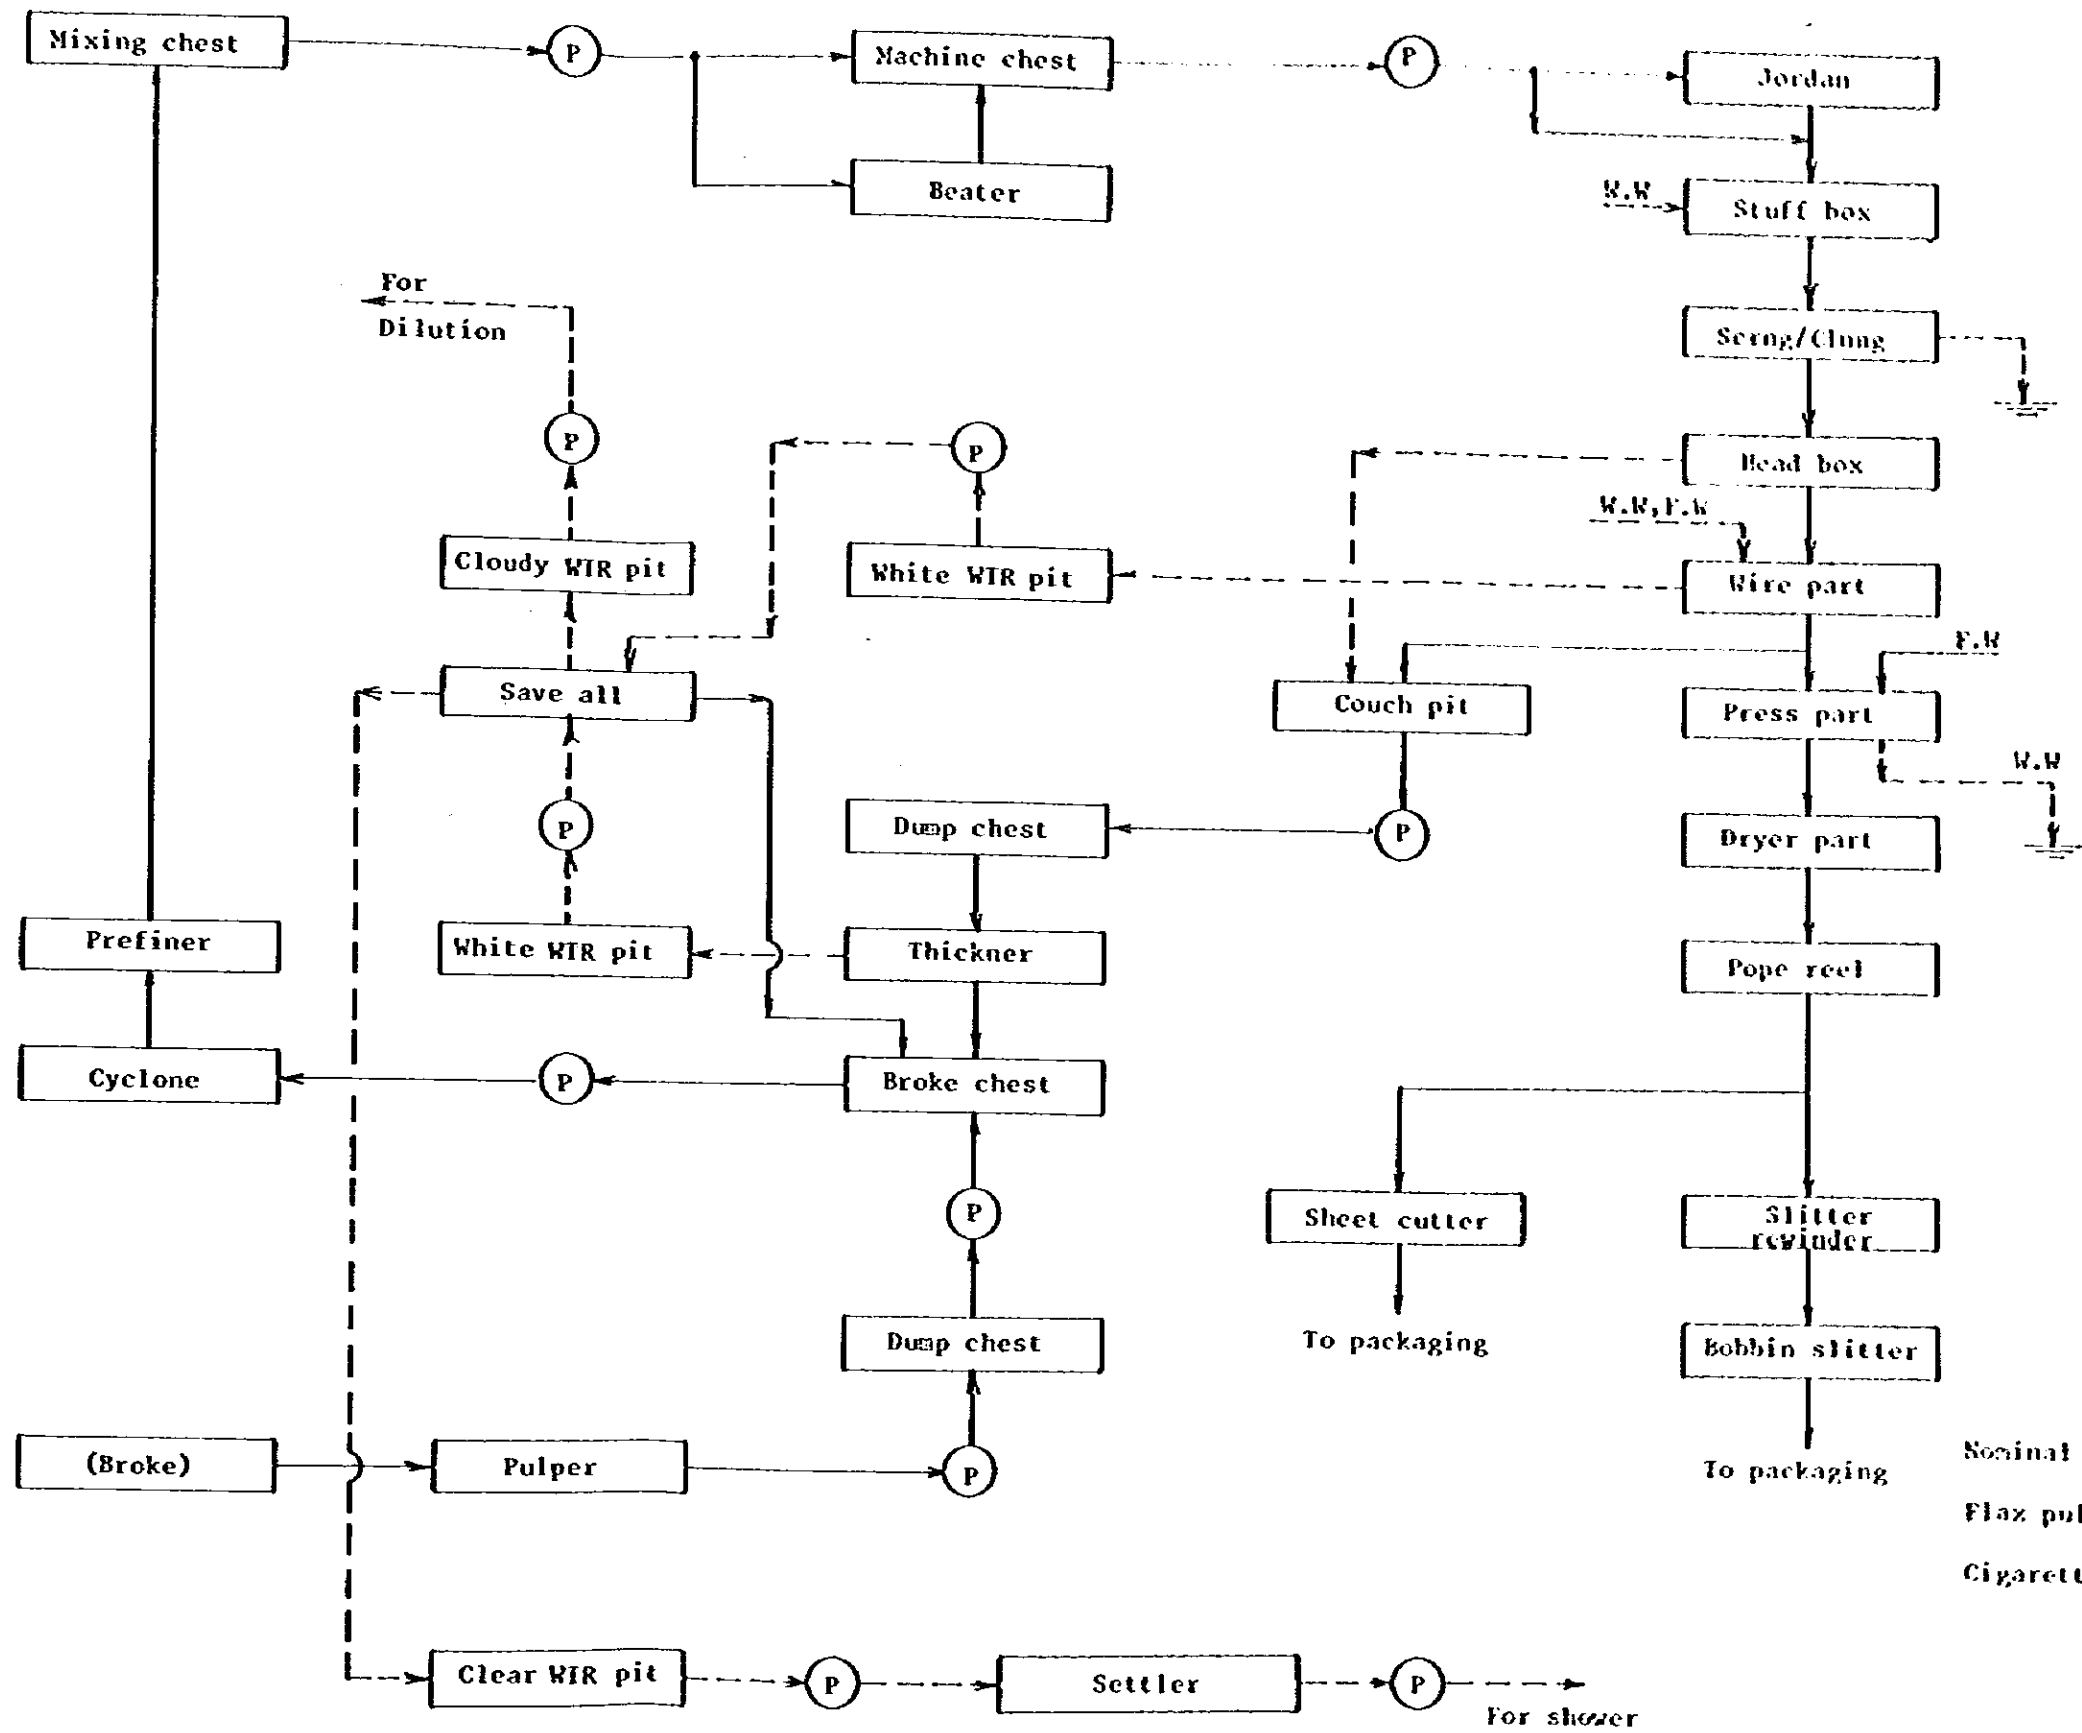 Mixing chest
P
Machine chest
P
Jordan
Beater
W.W
Stuff box
For
Dilution
Scrng/Clnng
P
P
Head box
W.W,F.W
Cloudy WTR pit
White WTR pit
Wire part
F.W
Save all
Couch pit
Press part
W.W
P
Dump chest
P
Dryer part
Prefiner
White WTR pit
Thickner
Pope reel
Cyclone
P
Broke chest
P
Sheet cutter
Slitter
rewinder
Dump chest
To packaging
Bobbin slitter
(Broke)
Pulper
P
To packaging
Nominal
Flax pul
Cigarett
Clear WTR pit
P
Settler
P
For shower